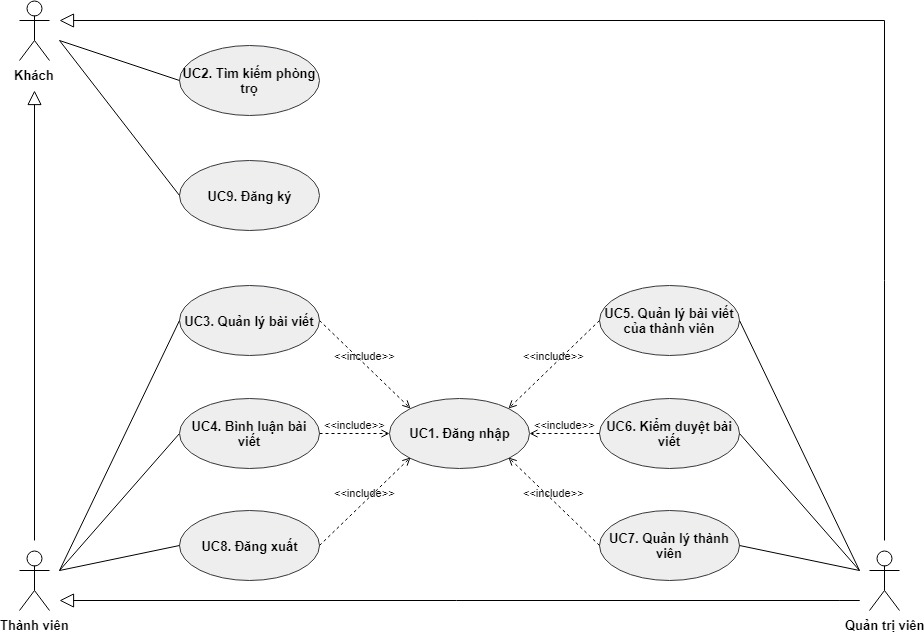 Khách
UC2. Tìm kiếm phòng
trọ
UC9. Đăng ký
UC3. Quản lý bài viết
UC5. Quản lý bài viết
của thành viên
<<include>>
<<include>>
UC4. Bình luận bài
viết
<<include>>
UC1. Đăng nhập
<<include>>
UC6. Kiểm duyệt bài
viết
<<include>>
<<include>>
UC8. Đăng xuất
UC7. Quản lý thành
viên
Thành viên
Quản trị viên